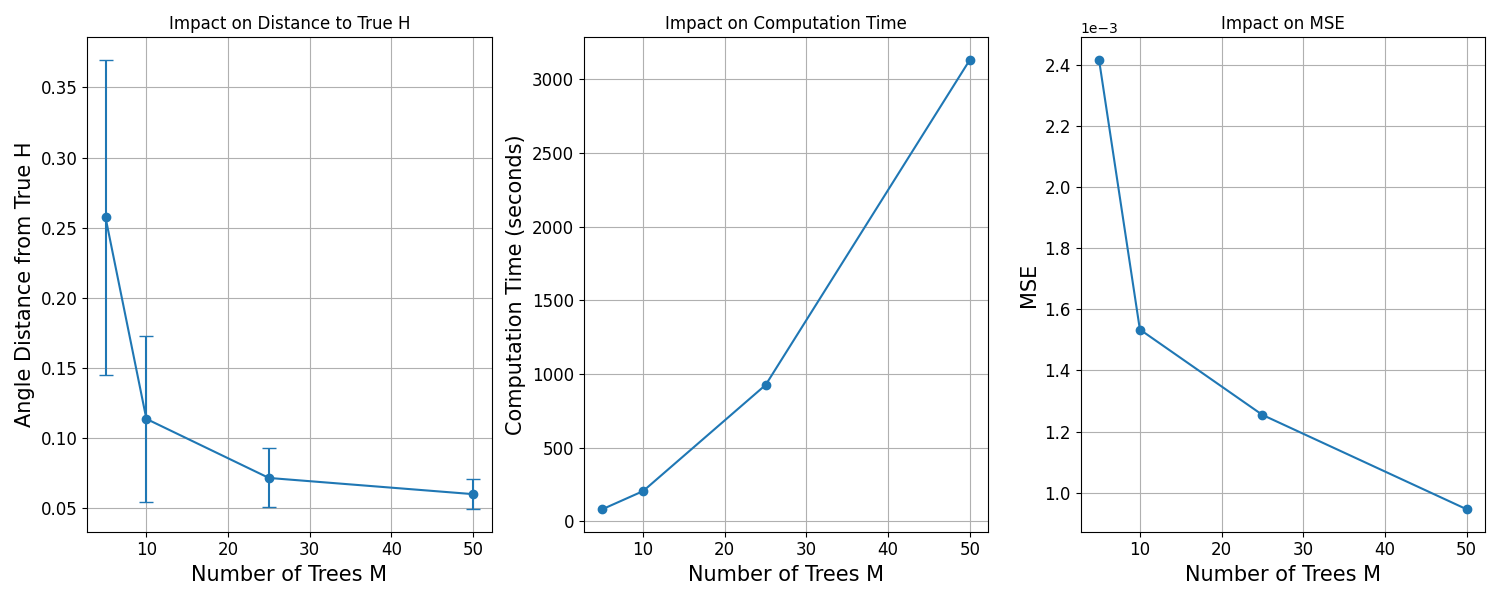 Impact on Distance to True H
Angle Distance from True H
0.35
0.30
0.25
0.20
0.15
0.10
0.05
10 20 30 40 50
Number of Trees M
Impact on Computation Time
Computation Time (seconds)
3000
2500
2000
1500
1000
500
0
10 20 30 40 50
Number of Trees M
Impact on MSE
1e−3
MSE
2.4
2.2
2.0
1.8
1.6
1.4
1.2
1.0
10 20 30 40 50
Number of Trees M